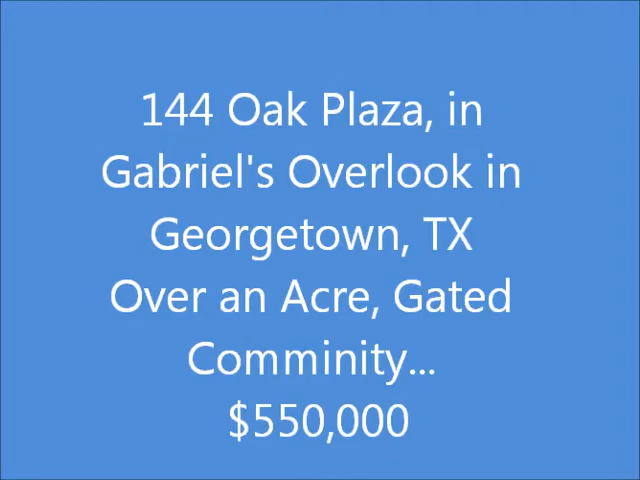 144 Oak Plaza, in
Gabriel's Overlook in
Georgetown, TX
Over an Acre, Gated
Comminity...
$550,000